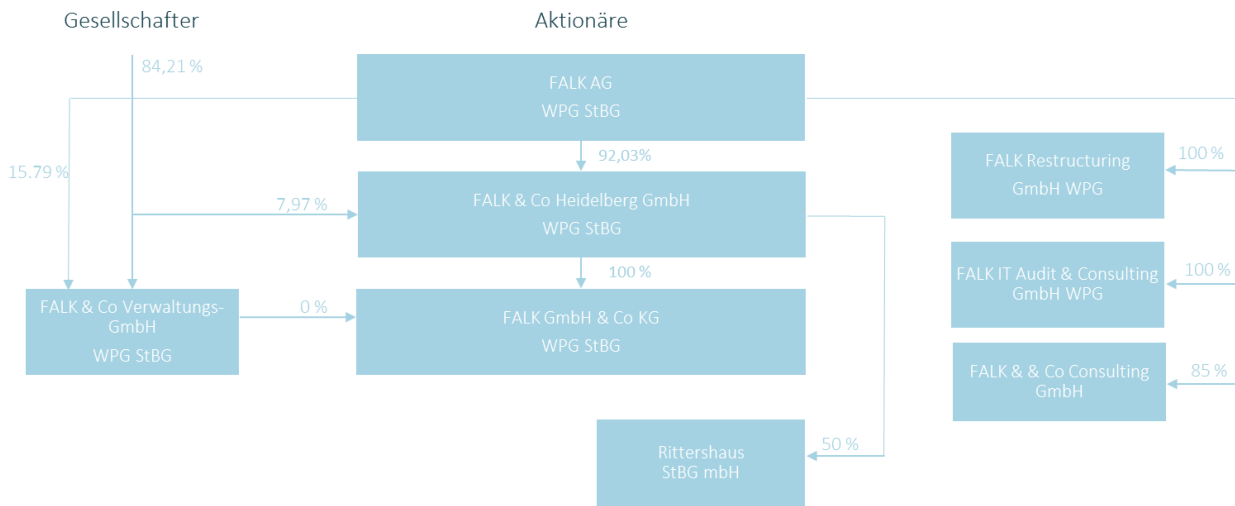 Gesellschafter
Aktionäre
84,21 %
FALK AG
WPG StBG
15.79 %
92,03%
FALK Restructuring
GmbH WPG
100 %
7,97 %
FALK & Co Heidelberg GmbH
WPG StBG
100 %
FALK IT Audit & Consulting
GmbH WPG
100 %
FALK & Co Verwaltungs-
GmbH
WPG StBG
0 %
FALK GmbH & Co KG
WPG StBG
FALK & & Co Consulting
GmbH
85 %
Rittershaus
StBG mbH
50 %